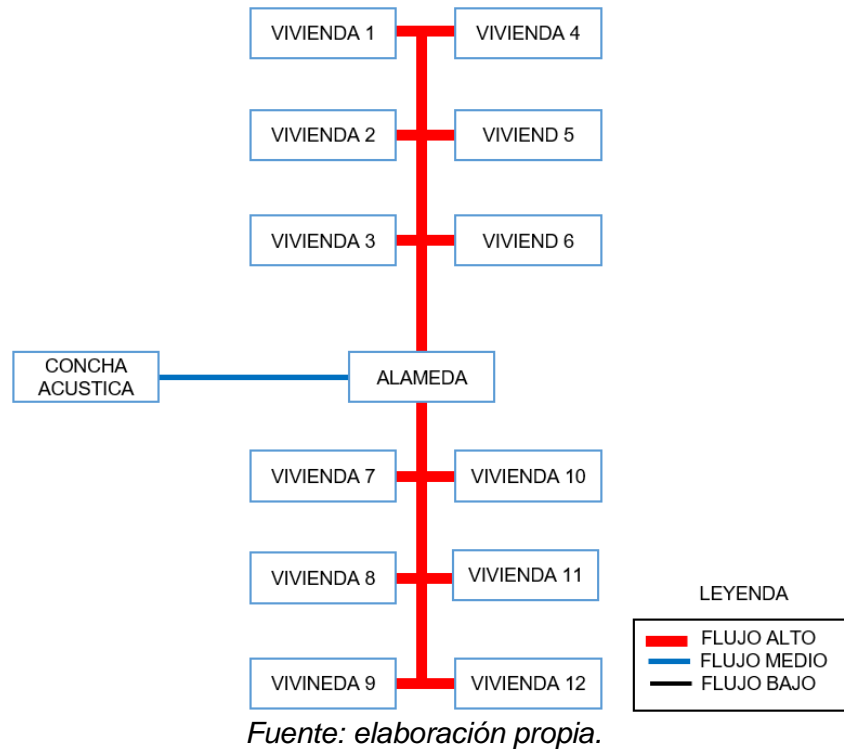 VIVIENDA 1
VIVIENDA 4
VIVIENDA 2
VIVIEND 5
VIVIENDA 3
VIVIEND 6
CONCHA
ACUSTICA
ALAMEDA
VIVIENDA 7
VIVIENDA 10
VIVIENDA 8
VIVIENDA 11
VIVINEDA 9
VIVIENDA 12
LEYENDA
FLUJO ALTO
FLUJO MEDIO
FLUJO BAJO
Fuente: elaboración propia.